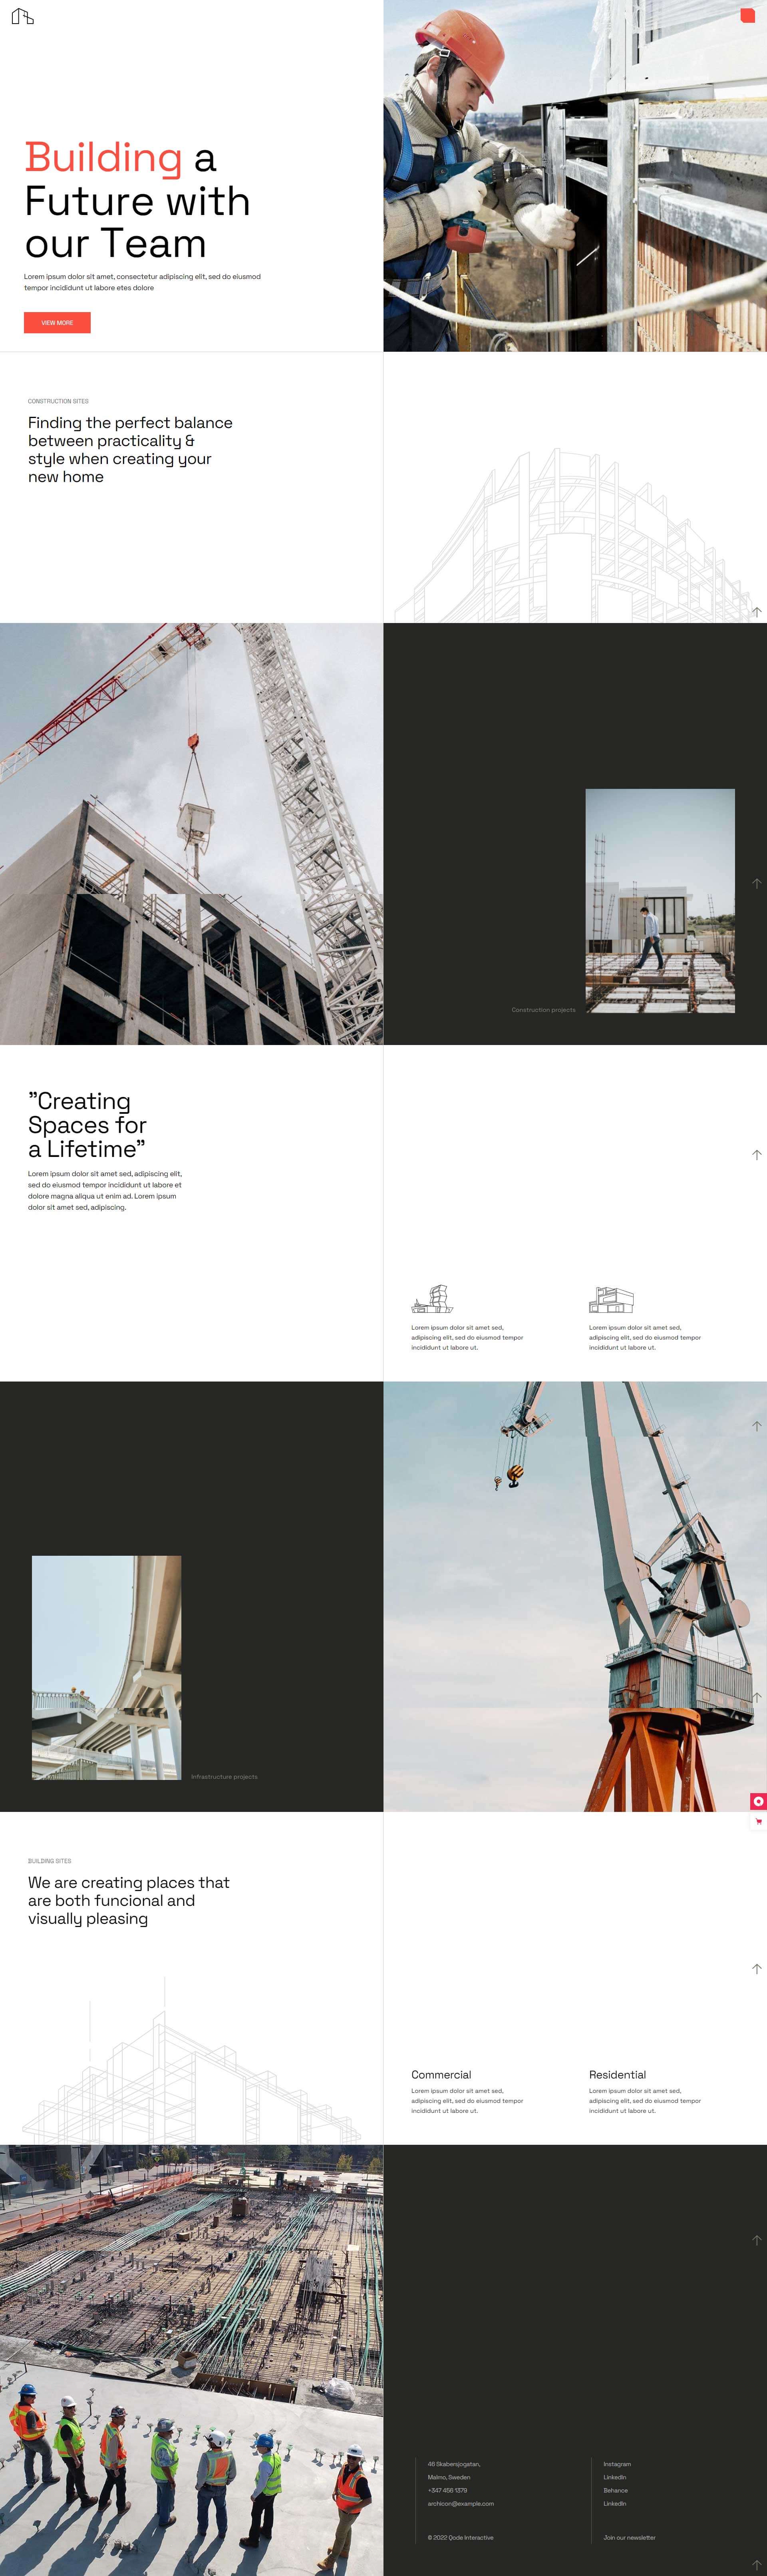 Building a
Future with
our Team
Lorem ipsum dolor sit amet, consectetur adipiscing elit, sed do eiusmod
tempor incididunt ut labore etes dolore
VIEW MORE
CONSTRUCTION SITES
Finding the perfect balance
between practicality &
style when creating your
new home
Construction projects
"Creating
Spaces for
a Lifetime"
Lorem ipsum dolor sit amet sed, adipiscing elit,
sed do eiusmod tempor incididunt ut labore et
dolore magna aliqua ut enim ad. Lorem ipsum
dolor sit amet sed, adipiscing.
Lorem ipsum dolor sit amet sed,
adipiscing elit, sed do eiusmod tempor
incididunt ut labore ut.
Lorem ipsum dolor sit amet sed,
adipiscing elit, sed do eiusmod tempor
incididunt ut labore ut.
Infrastructure projects
BUILDING SITES
We are creating places that
are both funcional and
visually pleasing
Commercial
Lorem ipsum dolor sit amet sed,
adipiscing elit, sed do eiusmod tempor
incididunt ut labore ut.
Residential
Lorem ipsum dolor sit amet sed,
adipiscing elit, sed do eiusmod tempor
incididunt ut labore ut.
46 Skabersjogatan,
Malmo, Sweden
+347 456 1379
archicon@example.com
© 2022 Qode Interactive
Instagram
LinkedIn
Behance
LinkedIn
Join our newsletter